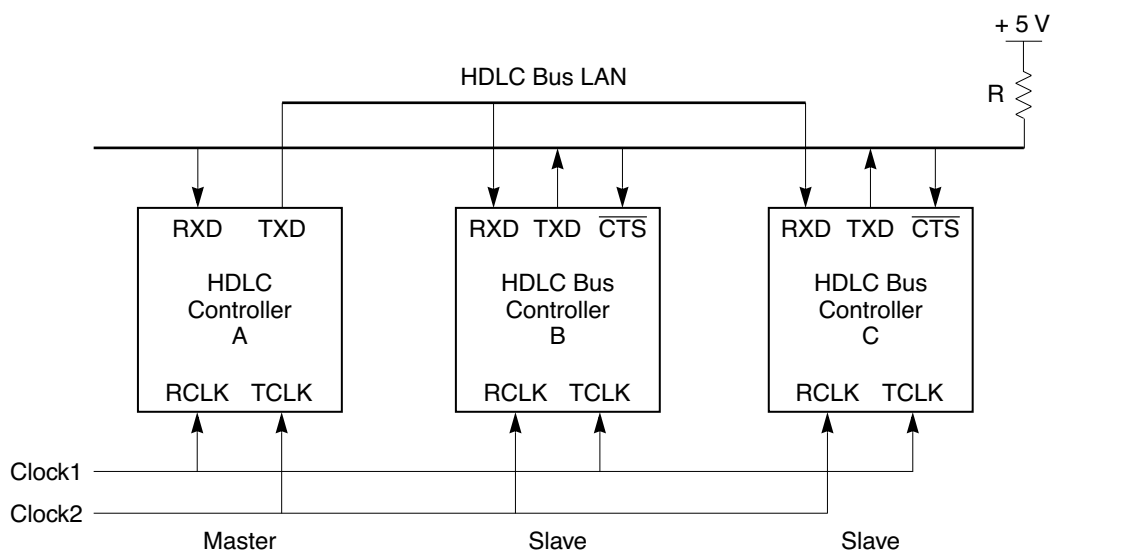 + 5 V
HDLC Bus LAN
R
RXD TXD
RXD TXD CTS
RXD TXD CTS
HDLC
Controller
A
HDLC Bus
Controller
B
HDLC Bus
Controller
C
RCLK TCLK
RCLK TCLK
RCLK TCLK
Clock1
Clock2
Master
Slave
Slave